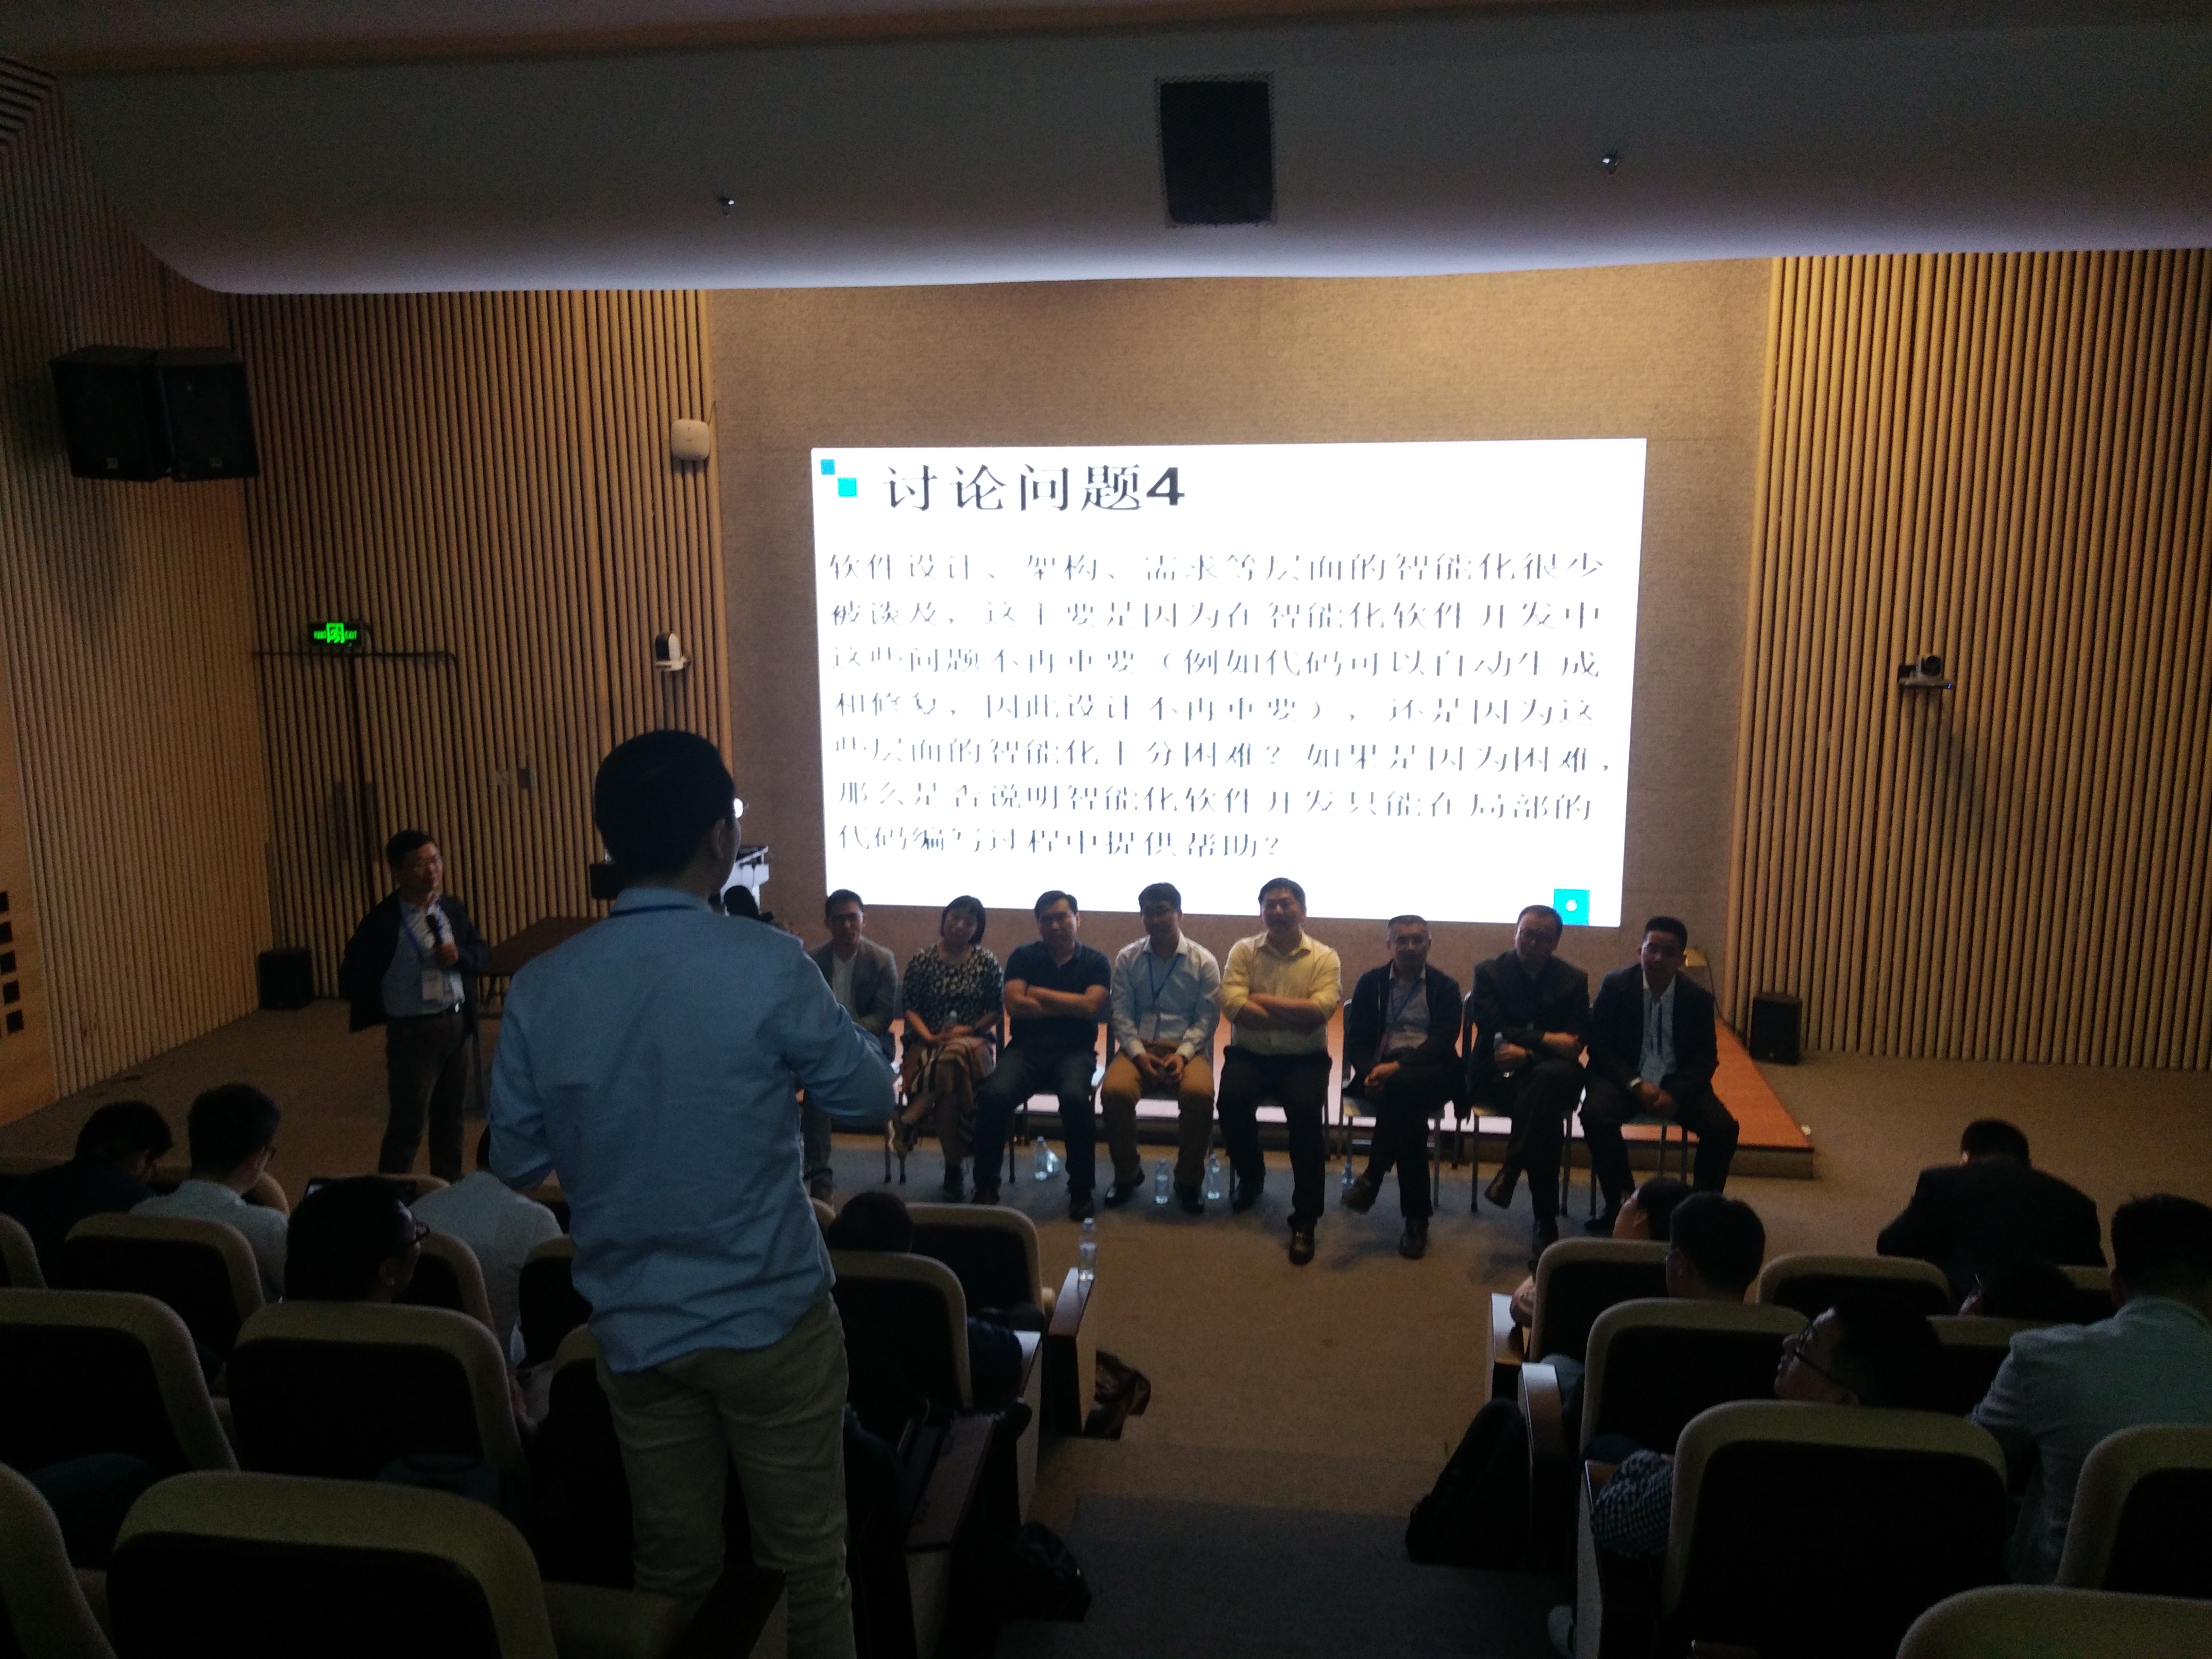 讨论问题4
软件设计、架构、需求等层面的智能化很少
被谈及，这主要是因为在智能化软件开发中
这些问题不再重要（例如代码可以自动生成
和修复，因此设计不再重要），还是因为这
些层面的智能化十分困难？如果是因为困难，
那么是否说明智能化软件开发只能在局部的
代码编写过程中提供帮助？
6
EXIT